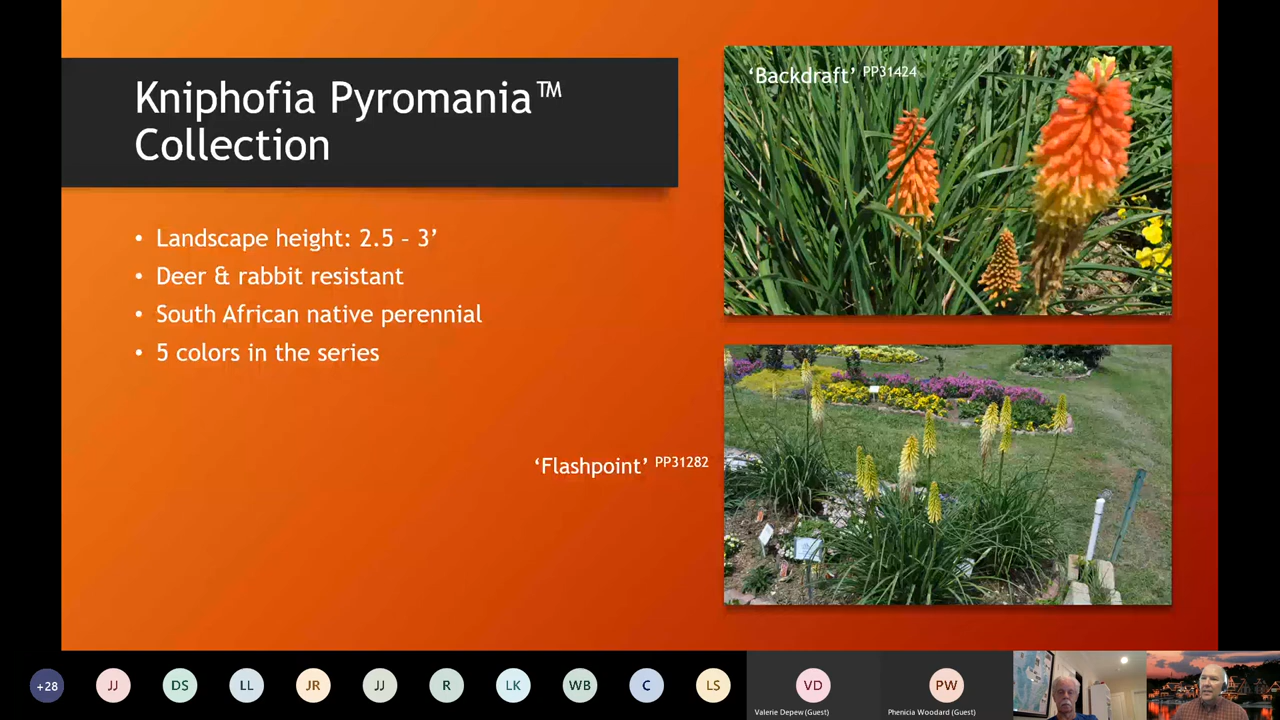 Kniphofia Pyromania™
Collection
• Landscape height: 2.5 – 3’
• Deer & rabbit resistant
• South African native perennial
• 5 colors in the series
‘Backdraft’ PP31424
‘Flashpoint’ PP31282
+28
JJ
DS
LL
JR
JJ
R
LK
WB
C
LS
VD
Valerie Depew (Guest)
PW
Phenicia Woodard (Guest)